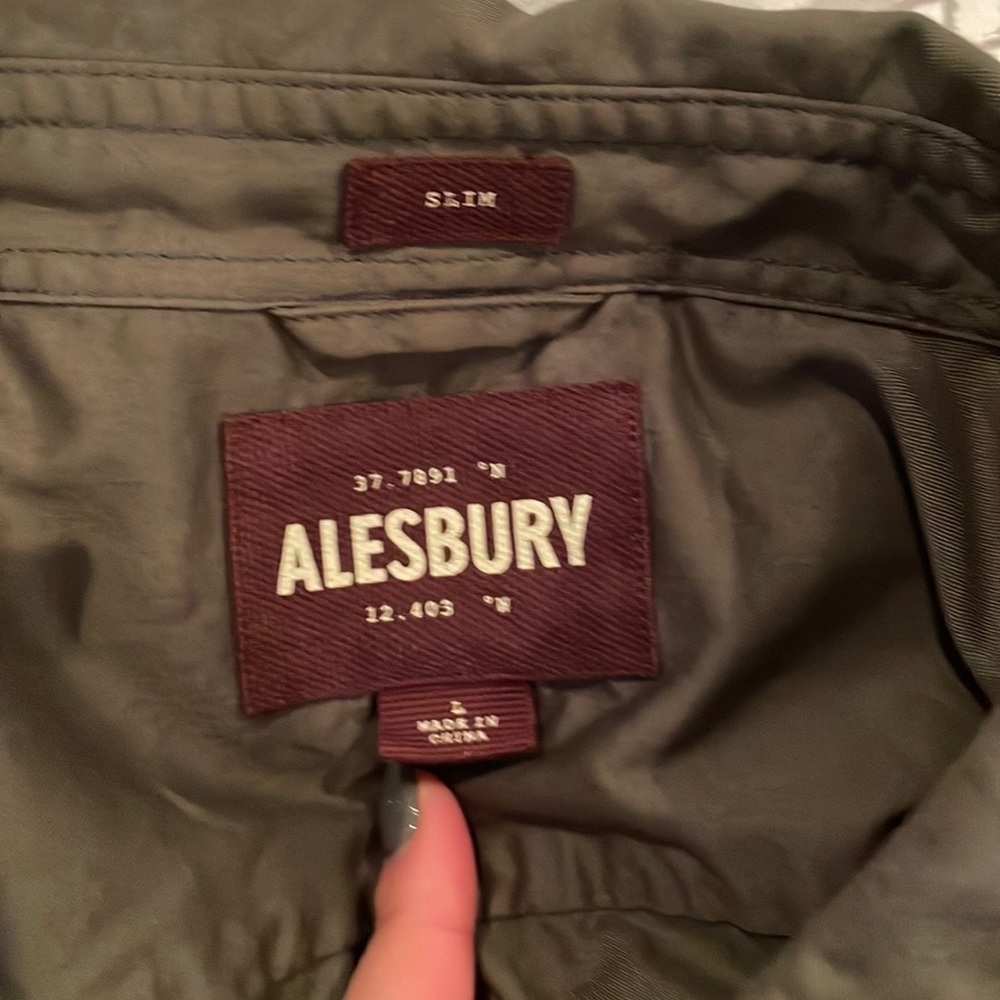 SLIM
37.7891 °N
ALESBURY
12.403 °W
L
MADE IN
CHINA